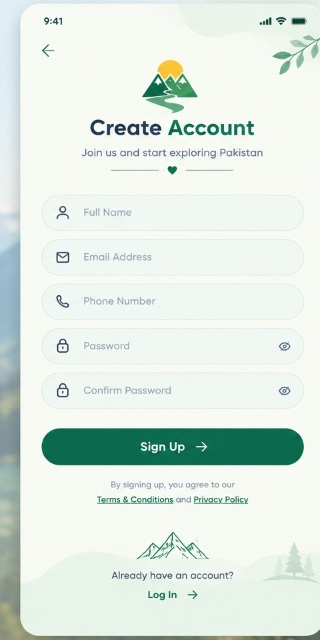 9:41
Create Account
Join us and start exploring Pakistan
Full Name
Email Address
Phone Number
Password
Confirm Password
Sign Up
By signing up, you agree to our
Terms & Conditions and Privacy Policy
Already have an account?
Log In